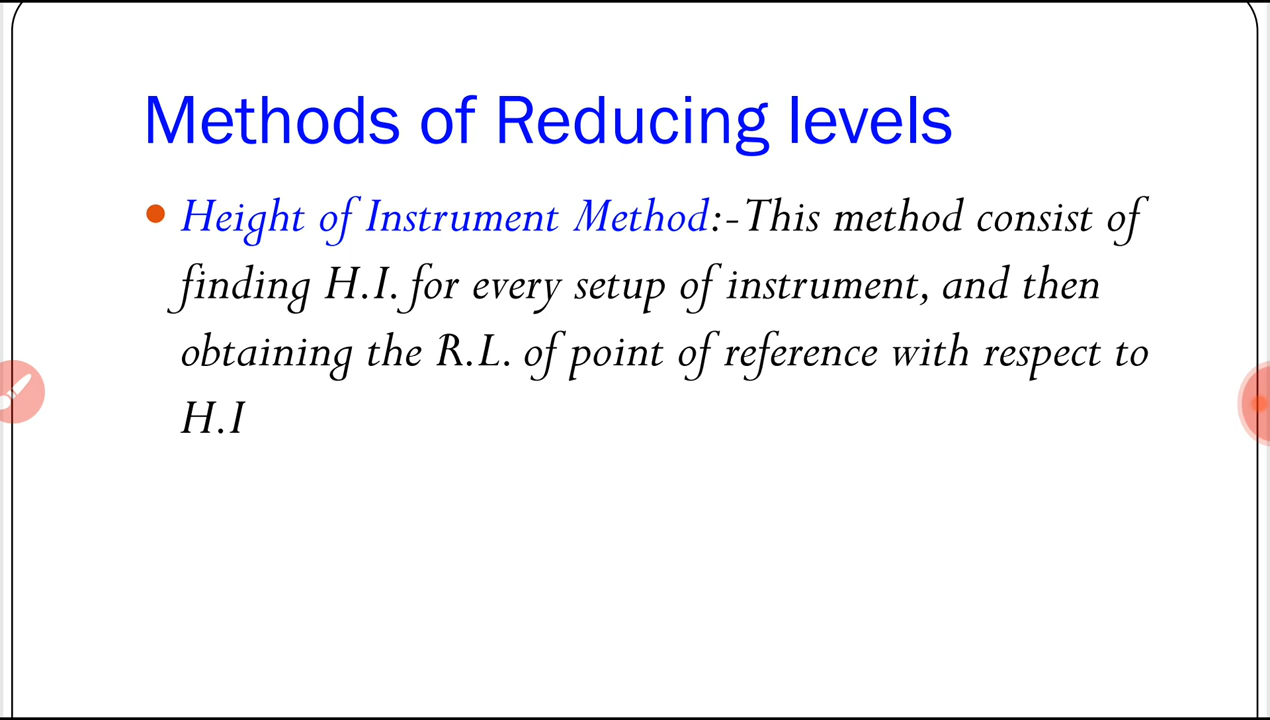 Methods of Reducing levels
Height of Instrument Method:-This method consist of
finding H.I. for every setup of instrument, and then
obtaining the R.L. of point of reference with respect to
H.I